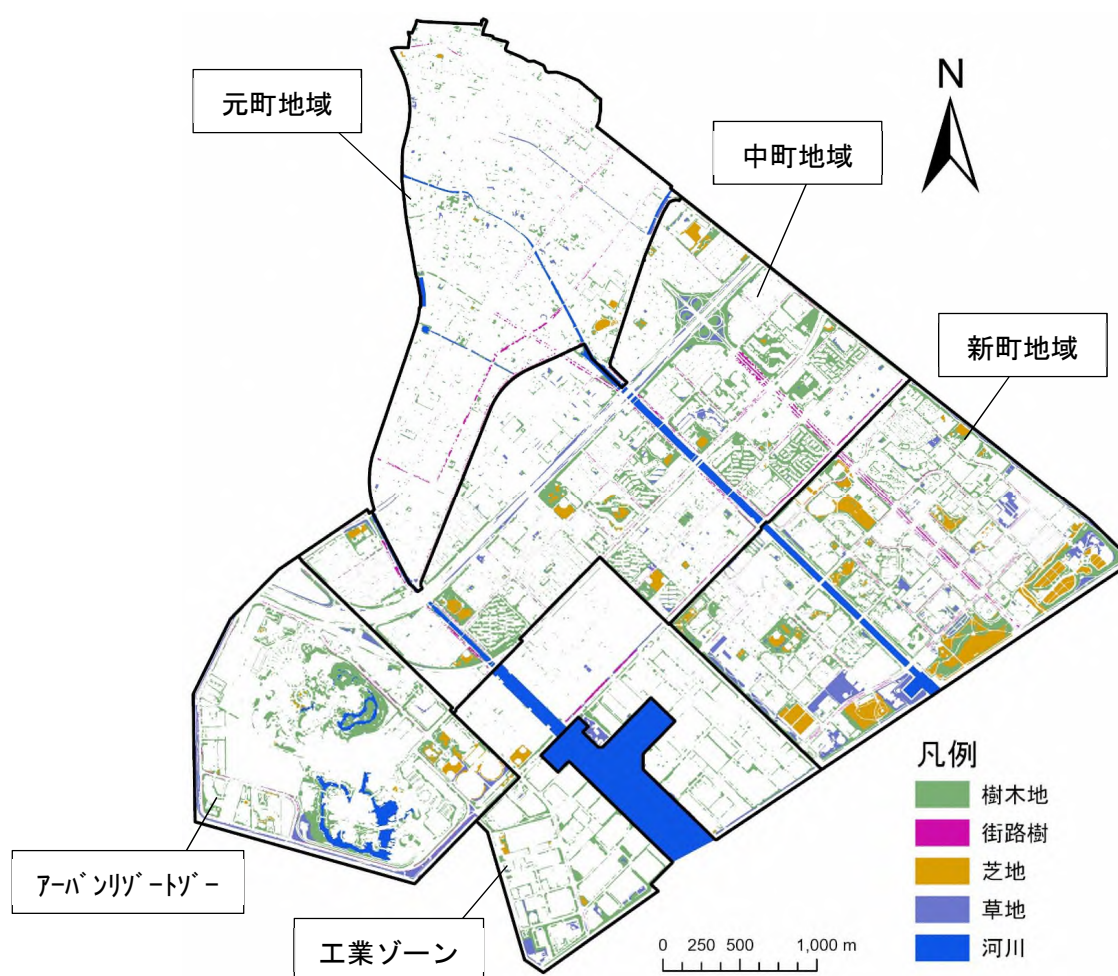 元町地域
N
中町地域
新町地域
アーバンリゾートゾー
工業ゾーン
凡例
樹木地
街路樹
芝地
草地
河川
0 250 500 1,000 m